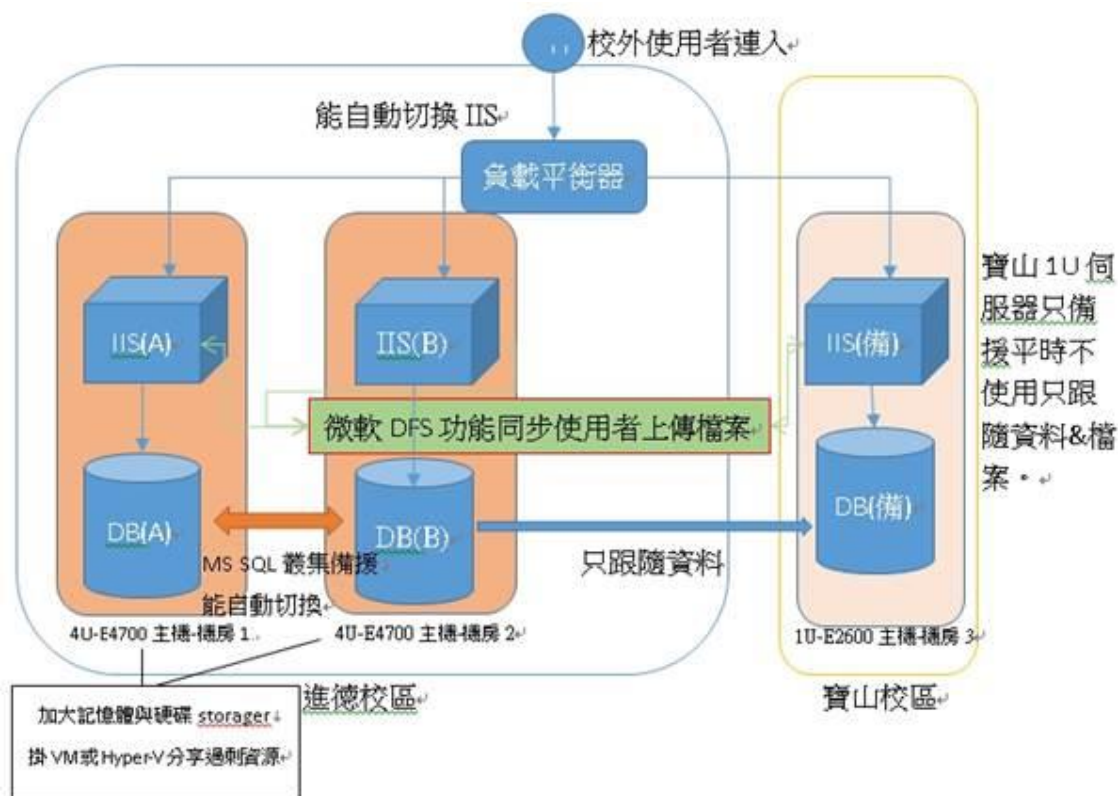 校外使用者連入
能自動切換 IIS
負載平衡器
IIS(A)
IIS(B)
IIS(備)
寶山 1U 伺
服器只備
援平時不
使用只跟
隨資料&檔
案。
微軟 DFS 功能同步使用者上傳檔案
DB(A)
DB(B)
DB(備)
MS SQL 叢集備援
能自動切換
只跟隨資料
4U-E4700 主機-機房 1
4U-E4700 主機-機房 2
1U-E2600 主機-機房 3
進德校區
寶山校區
加大記憶體與硬碟 storager
掛 VM 或 Hyper-V 分享過剩資源